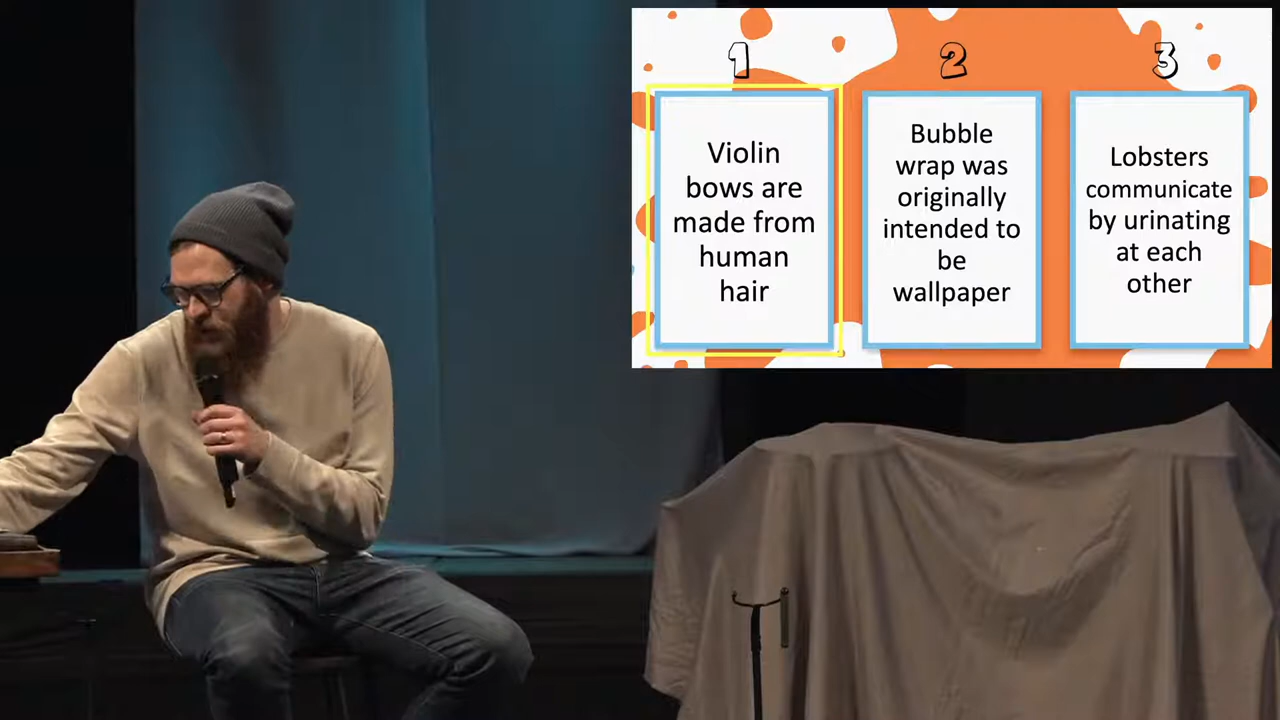 1
Violin
bows are
made from
human
hair
2
Bubble
wrap was
originally
intended to
be
wallpaper
3
Lobsters
communicate
by urinating
at each
other